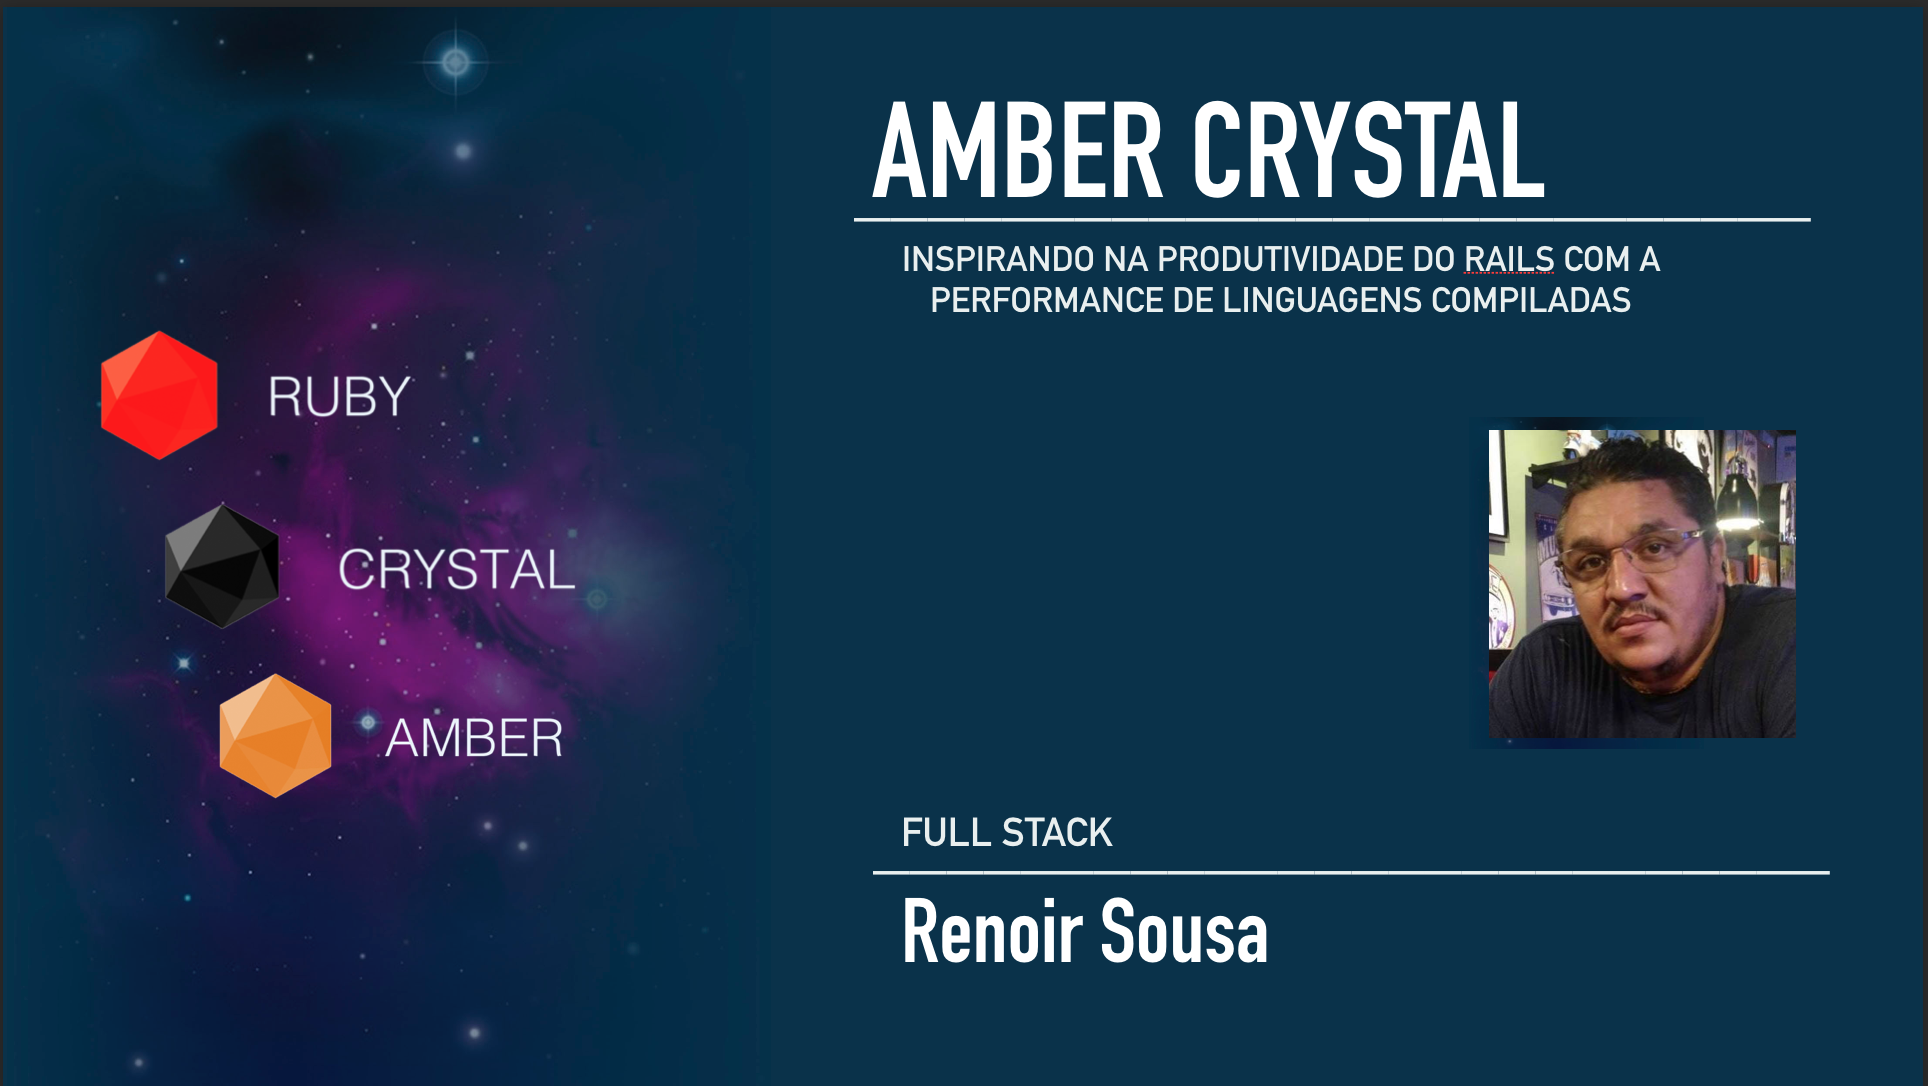 AMBER CRYSTAL
INSPIRANDO NA PRODUTIVIDADE DO RAILS COM A
PERFORMANCE DE LINGUAGENS COMPILADAS
RUBY
CRYSTAL
AMBER
FULL STACK
Renoir Sousa